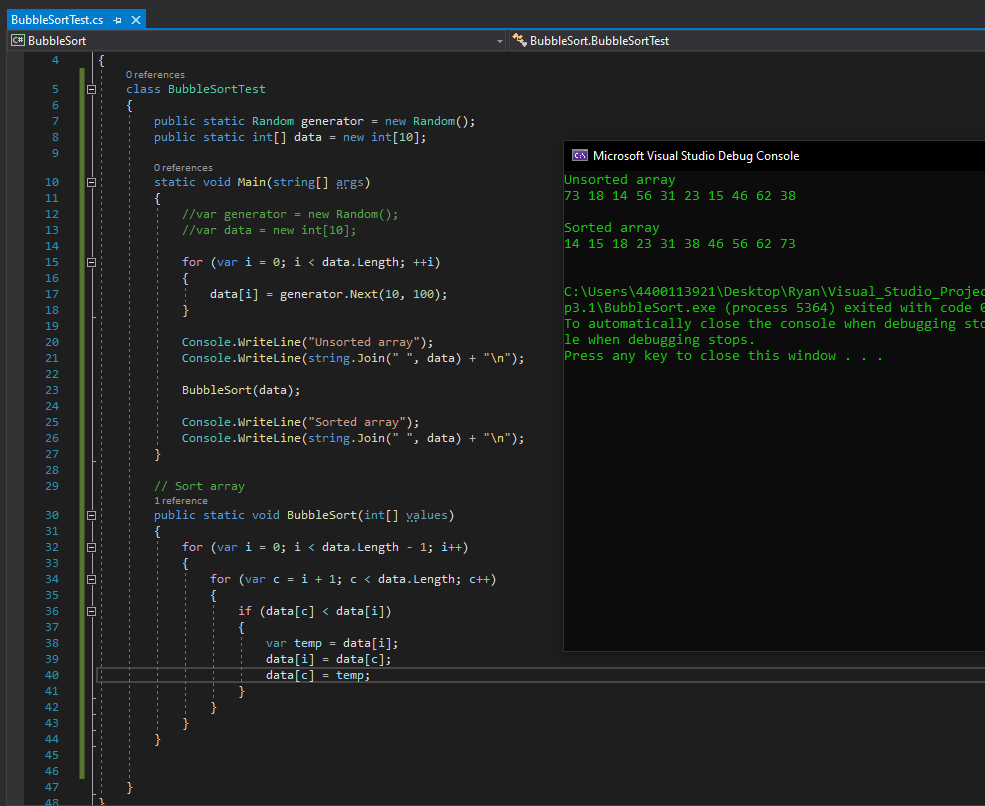 BubbleSortTest.cs
C# BubbleSort
BubbleSort.BubbleSortTest
4 {
0 references
5 class BubbleSortTest
6 {
7 public static Random generator = new Random();
8 public static int[] data = new int[10];
9
0 references
10 static void Main(string[] args)
11 {
12 //var generator = new Random();
13 //var data = new int[10];
14
15 for (var i = 0; i < data.Length; ++i)
16 {
17 data[i] = generator.Next(10, 100);
18 }
19
20 Console.WriteLine("Unsorted array");
21 Console.WriteLine(string.Join(" ", data) + "\n");
22
23 BubbleSort(data);
24
25 Console.WriteLine("Sorted array");
26 Console.WriteLine(string.Join(" ", data) + "\n");
27 }
28
29 // Sort array
1 reference
30 public static void BubbleSort(int[] values)
31 {
32 for (var i = 0; i < data.Length - 1; i++)
33 {
34 for (var c = i + 1; c < data.Length; c++)
35 {
36 if (data[c] < data[i])
37 {
38 var temp = data[i];
39 data[i] = data[c];
40 data[c] = temp;
41 }
42 }
43 }
44 }
45
46
47 }
48 }
C:\ Microsoft Visual Studio Debug Console
Unsorted array
73 18 14 56 31 23 15 46 62 38
Sorted array
14 15 18 23 31 38 46 56 62 73
C:\Users\4400113921\Desktop\Ryan\Visual_Studio_Projec
p3.1\BubbleSort.exe (process 5364) exited with code 0
To automatically close the console when debugging sto
le when debugging stops.
Press any key to close this window . . .